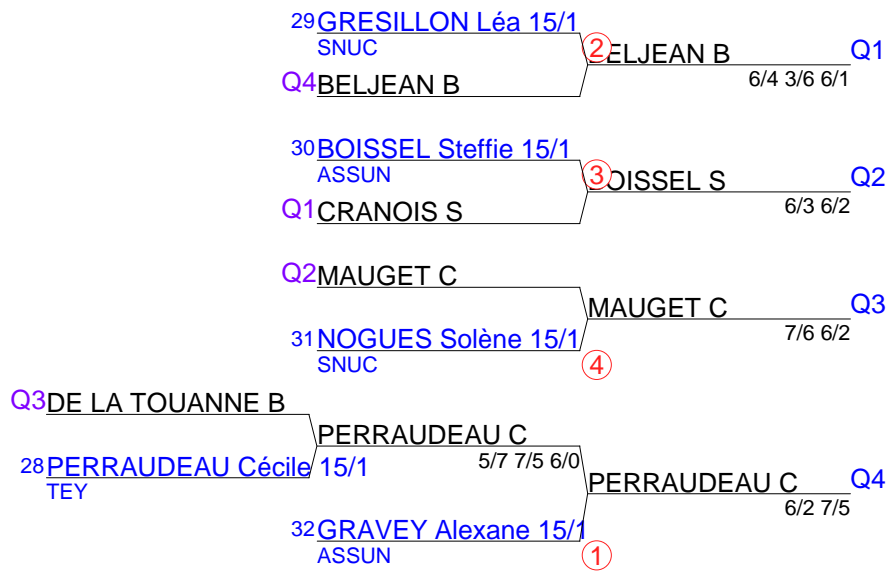 29 GRESILLON Léa 15/1
SNUC
② BELJEAN B Q1
6/4 3/6 6/1
Q4 BELJEAN B
30 BOISSEL Steffie 15/1
ASSUN
③ BOISSEL S Q2
6/3 6/2
Q1 CRANOIS S
Q2 MAUGET C
MAUGET C Q3
7/6 6/2
31 NOGUES Solène 15/1
SNUC
④
Q3 DE LA TOUANNE B
PERRAUDEAU C
5/7 7/5 6/0
28 PERRAUDEAU Cécile 15/1
TEY
PERRAUDEAU C Q4
6/2 7/5
32 GRAVEY Alexane 15/1
ASSUN
①